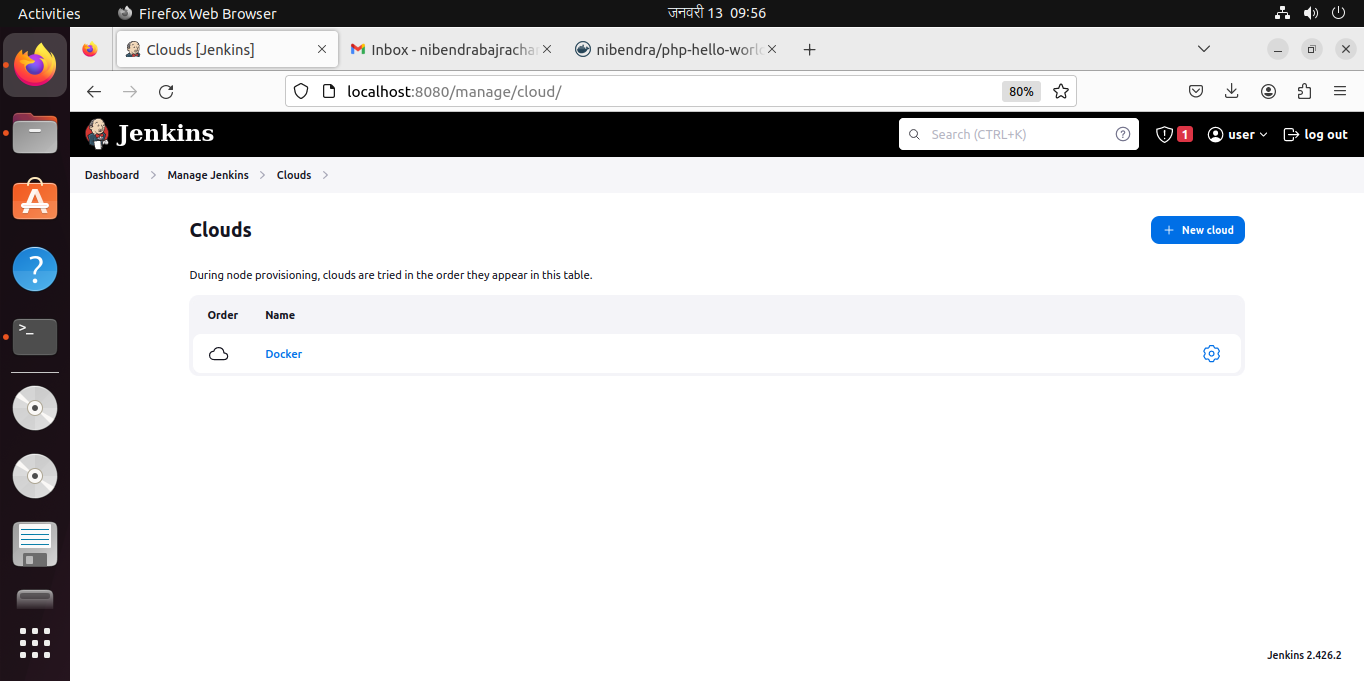 Activities Firefox Web Browser जनवरी 13 09:56
Clouds [Jenkins] Inbox - nibendrabajracha nibendra/php-hello-worl
localhost:8080/manage/cloud/ 80%
Jenkins Search (CTRL+K) 1 user log out
Dashboard Manage Jenkins Clouds
Clouds New cloud
During node provisioning, clouds are tried in the order they appear in this table.
Order Name
Docker
Jenkins 2.426.2